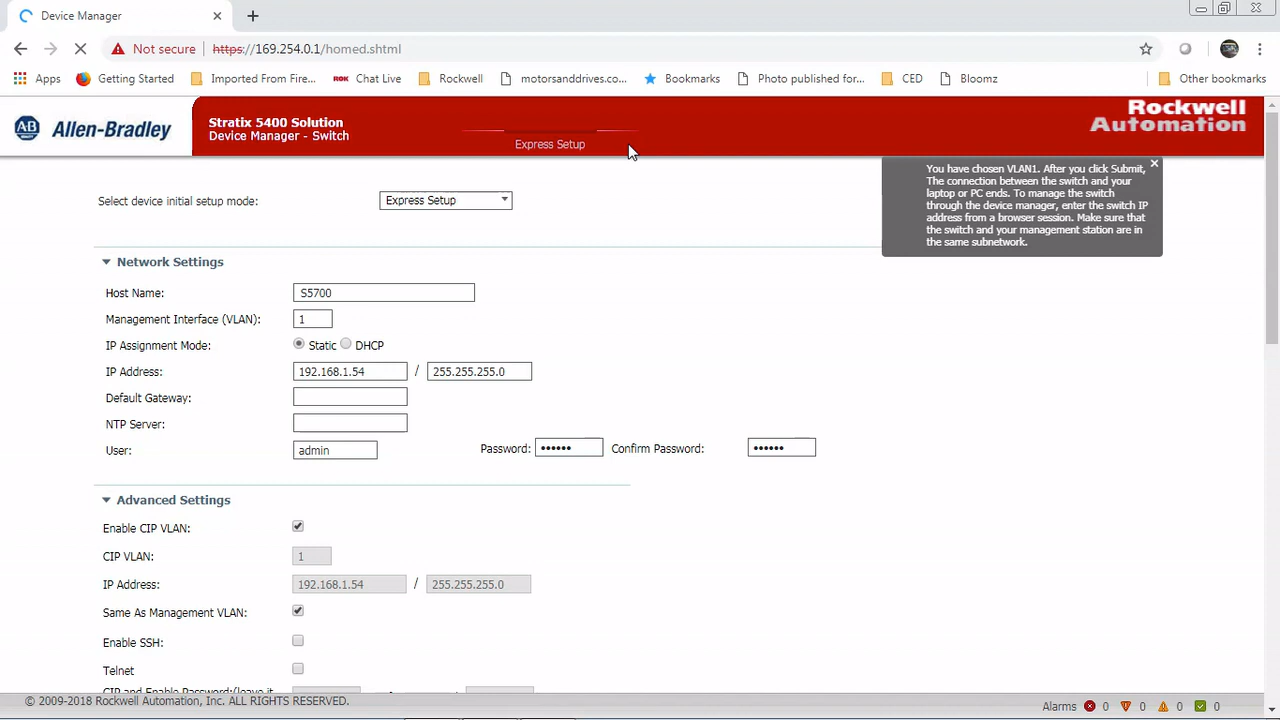 Device Manager
Not secure https://169.254.0.1/homed.shtml
Apps Getting Started Imported From Fire... ROK Chat Live Rockwell motorsanddrives.co... Bookmarks Photo published for... CED Bloomz Other bookmarks
AB Allen-Bradley
Stratix 5400 Solution
Device Manager - Switch
Express Setup
Rockwell
Automation
You have chosen VLAN1. After you click Submit,
The connection between the switch and your
laptop or PC ends. To manage the switch
through the device manager, enter the switch IP
address from a browser session. Make sure that
the switch and your management station are in
the same subnetwork.
Select device initial setup mode: Express Setup
Network Settings
Host Name: S5700
Management Interface (VLAN): 1
IP Assignment Mode: Static DHCP
IP Address: 192.168.1.54 / 255.255.255.0
Default Gateway:
NTP Server:
User: admin Password: •••••• Confirm Password: ••••••
Advanced Settings
Enable CIP VLAN:
CIP VLAN: 1
IP Address: 192.168.1.54 / 255.255.255.0
Same As Management VLAN:
Enable SSH:
Telnet
CIP and Enable Password:(leave it
© 2009-2018 Rockwell Automation, Inc. ALL RIGHTS RESERVED.
Alarms 0 0 0 0